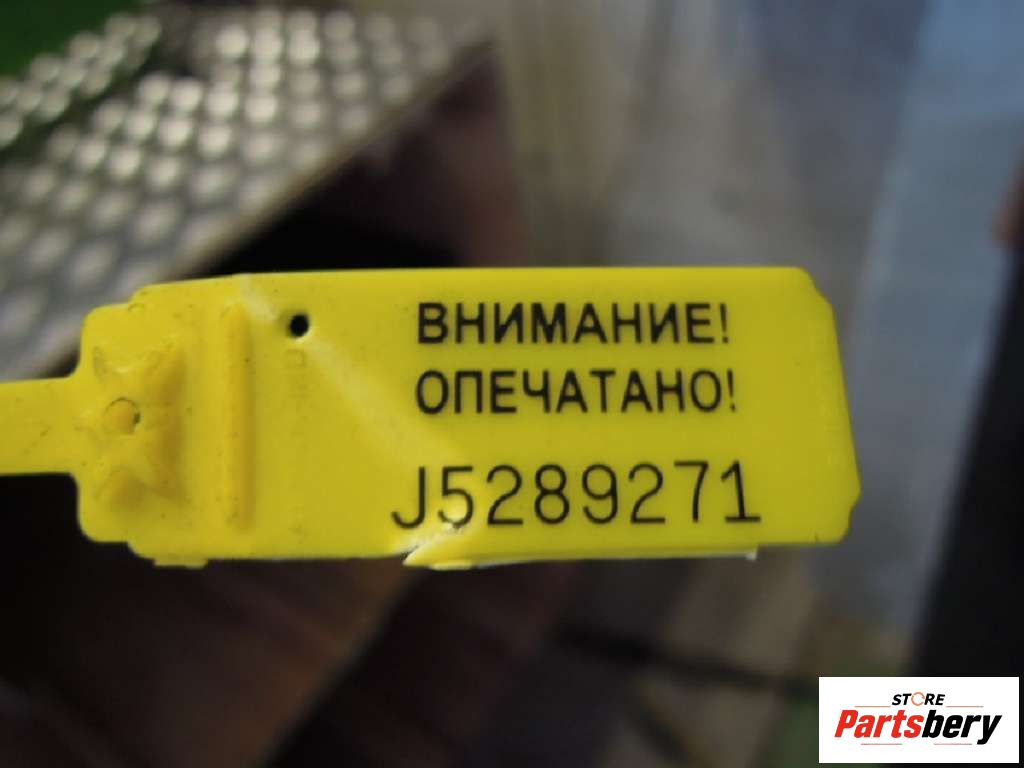 ВНИМАНИЕ!
ОПЕЧАТАНО!
J5289271
STORE
Partsbery